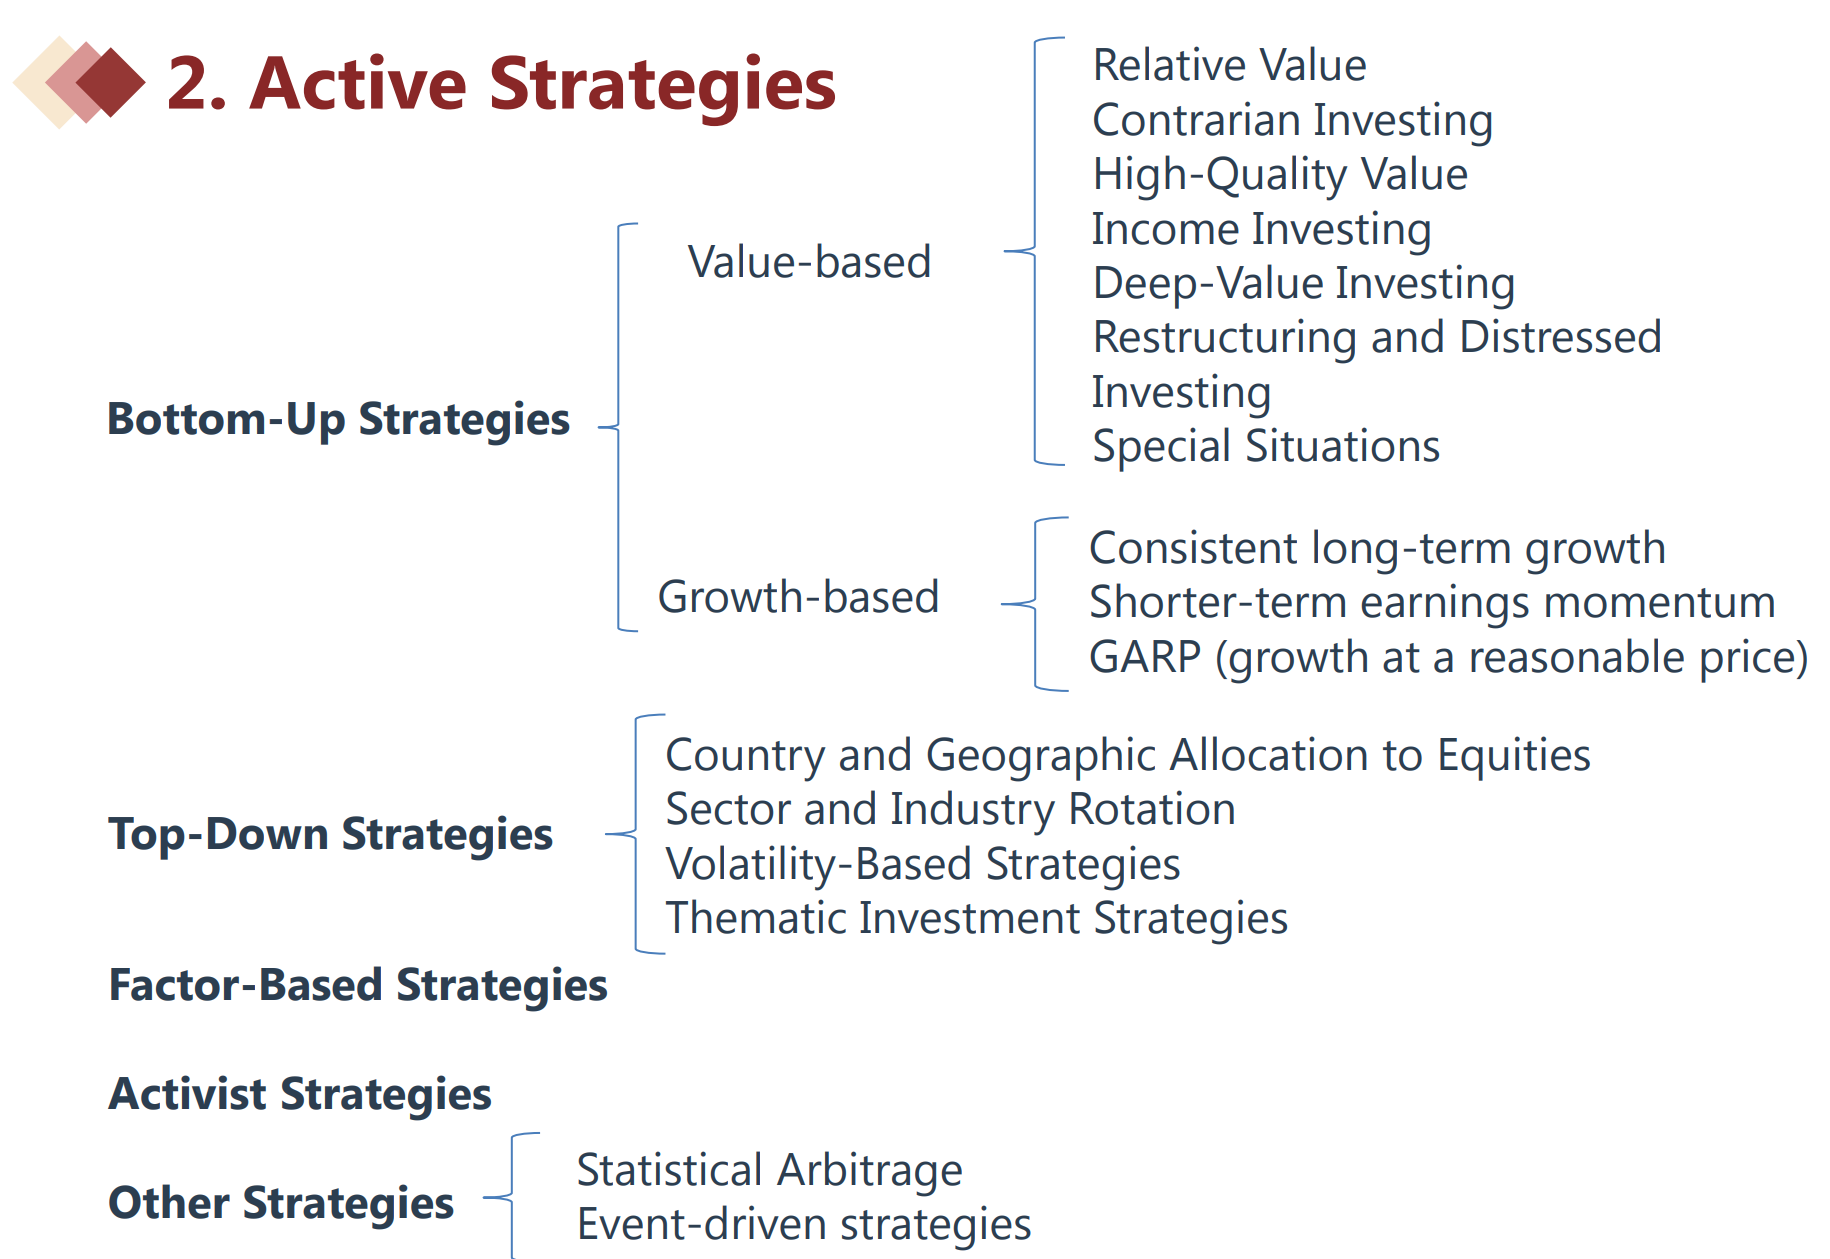 2. Active Strategies
Relative Value
Contrarian Investing
High-Quality Value
Income Investing
Value-based
Deep-Value Investing
Restructuring and Distressed
Investing
Bottom-Up Strategies
Special Situations
Consistent long-term growth
Growth-based
Shorter-term earnings momentum
GARP (growth at a reasonable price)
Country and Geographic Allocation to Equities
Sector and Industry Rotation
Top-Down Strategies
Volatility-Based Strategies
Thematic Investment Strategies
Factor-Based Strategies
Activist Strategies
Statistical Arbitrage
Other Strategies
Event-driven strategies